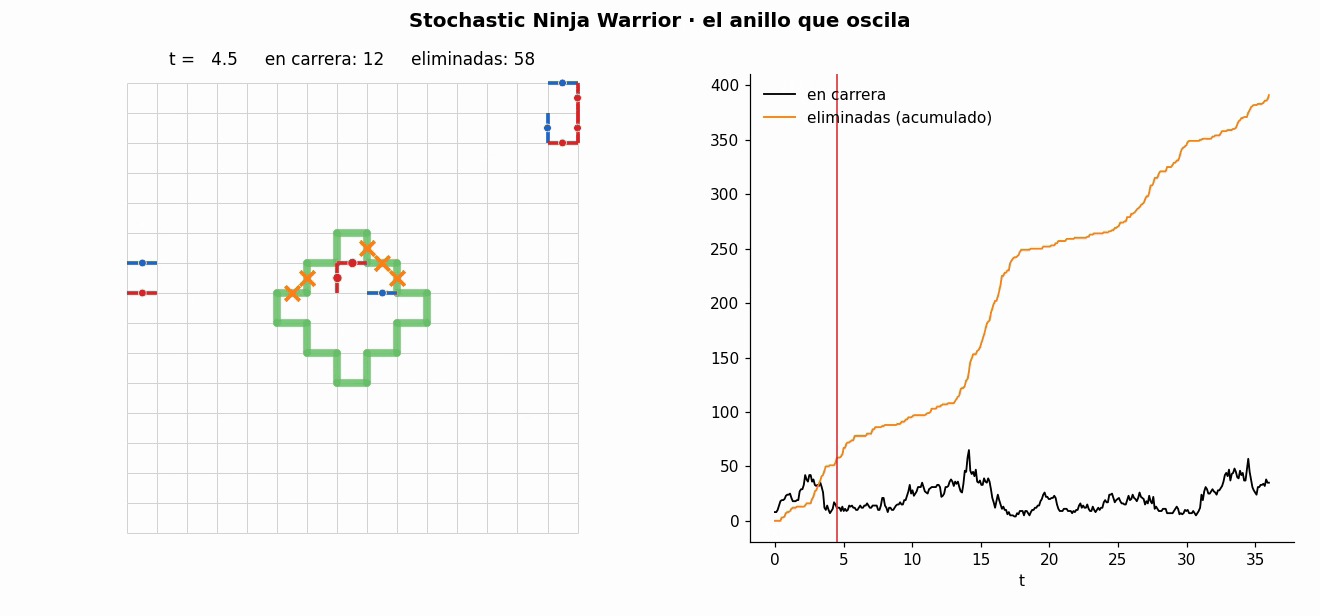 Stochastic Ninja Warrior · el anillo que oscila
t = 4.5 en carrera: 12 eliminadas: 58
en carrera
eliminadas (acumulado)
400
350
300
250
200
150
100
50
0
0 5 10 15 20 25 30 35
t